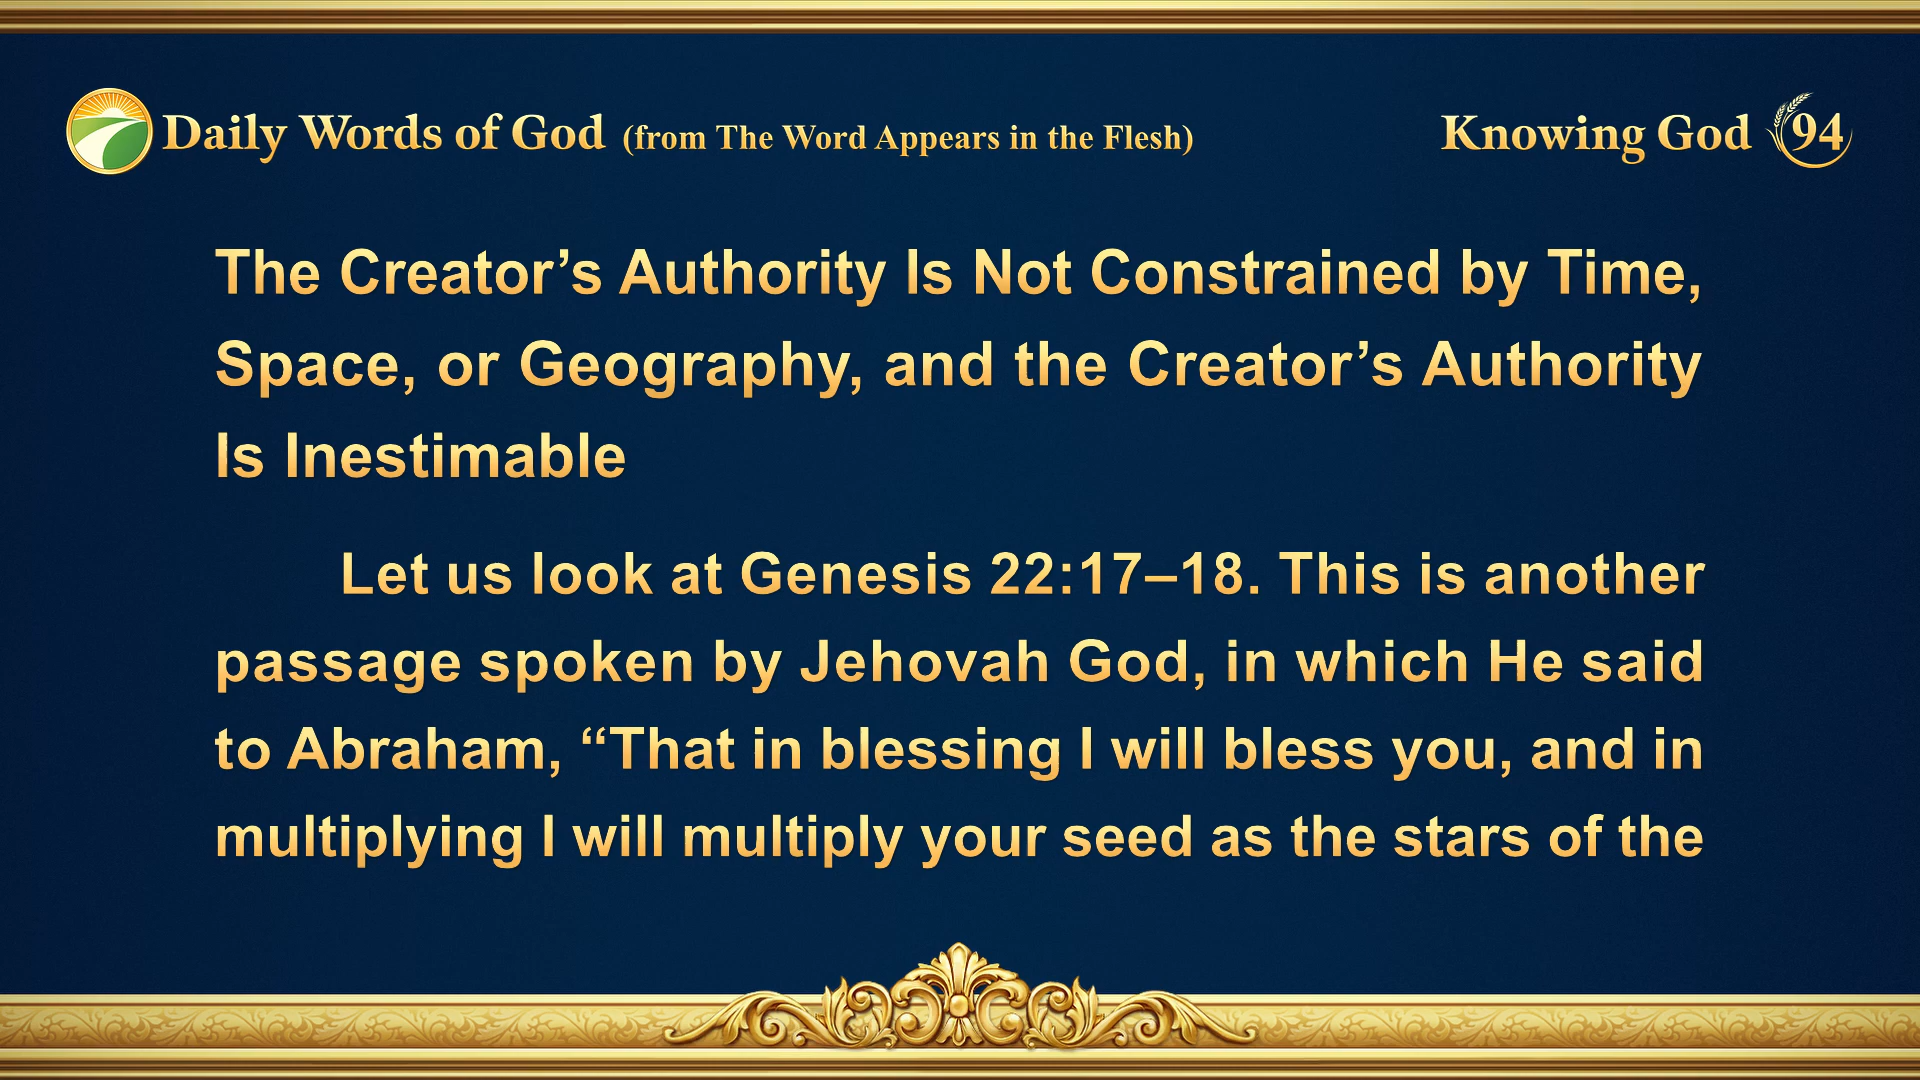 Daily Words of God (from The Word Appears in the Flesh)
Knowing God 94
The Creator’s Authority Is Not Constrained by Time,
Space, or Geography, and the Creator’s Authority
Is Inestimable
Let us look at Genesis 22:17–18. This is another
passage spoken by Jehovah God, in which He said
to Abraham, “That in blessing I will bless you, and in
multiplying I will multiply your seed as the stars of the